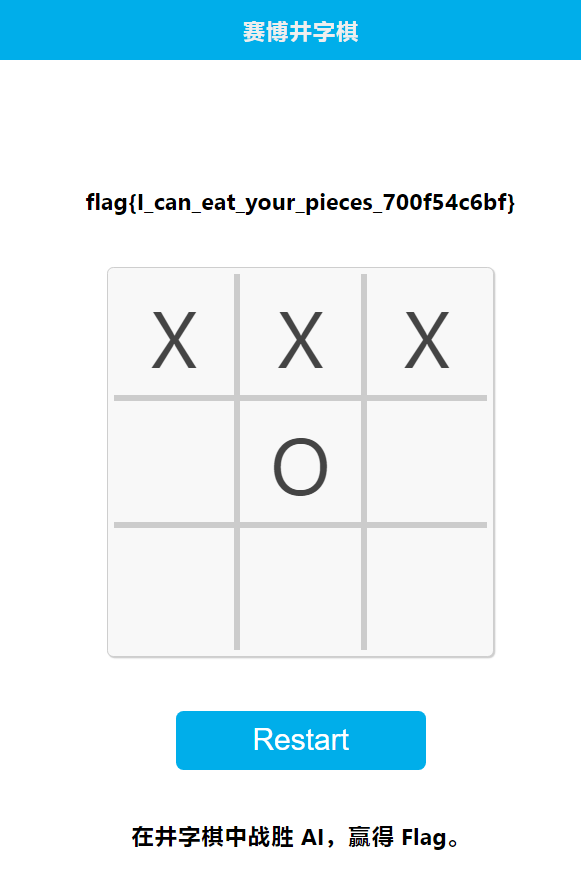 赛博井字棋
flag{I_can_eat_your_pieces_700f54c6bf}
X X X
O
Restart
在井字棋中战胜 AI，赢得 Flag。